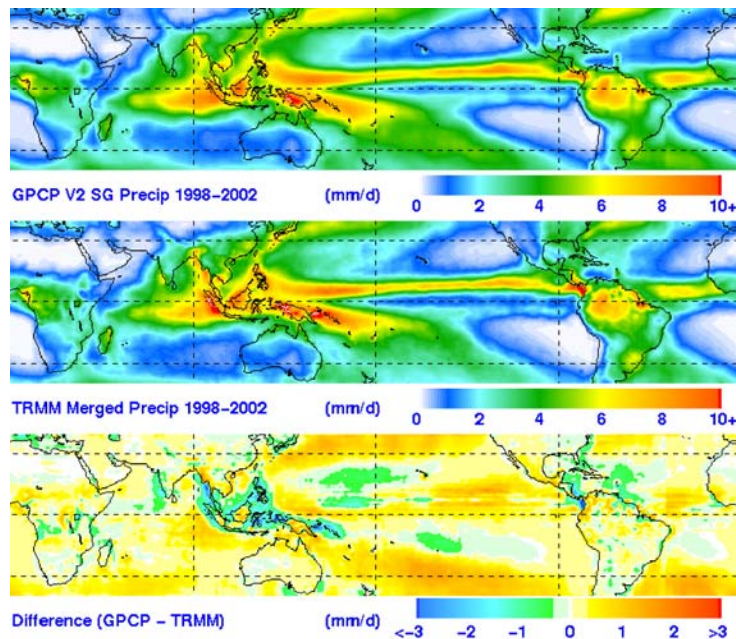 GPCP V2 SG Precip 1998-2002 (mm/d)
0 2 4 6 8 10+
TRMM Merged Precip 1998-2002 (mm/d)
0 2 4 6 8 10+
Difference (GPCP - TRMM) (mm/d)
<-3 -2 -1 0 1 2 >3